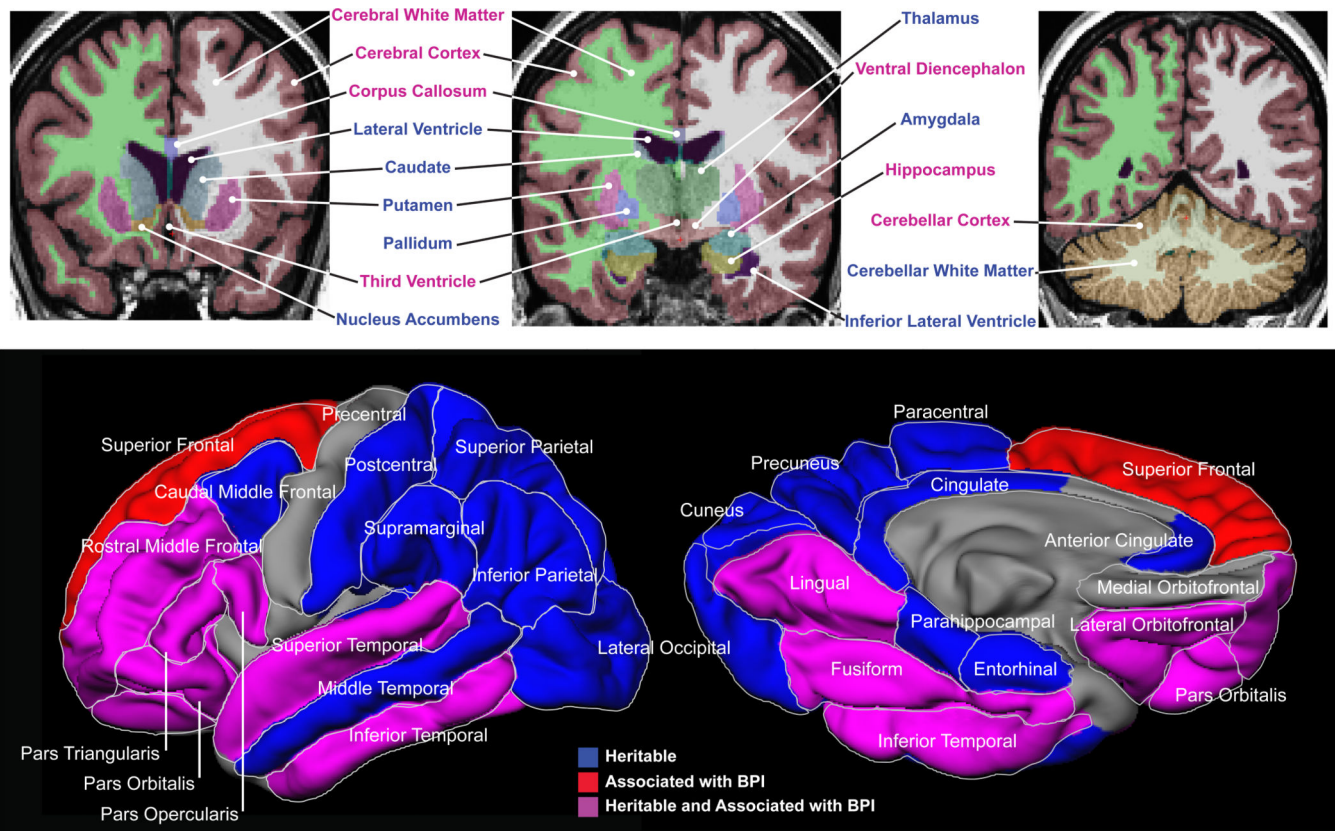 Cerebral White Matter
Cerebral Cortex
Corpus Callosum
Lateral Ventricle
Caudate
Putamen
Pallidum
Third Ventricle
Nucleus Accumbens
Thalamus
Ventral Diencephalon
Amygdala
Hippocampus
Cerebellar Cortex
Cerebellar White Matter
Inferior Lateral Ventricle
Precentral
Superior Frontal
Superior Parietal
Postcentral
Caudal Middle Frontal
Supramarginal
Rostral Middle Frontal
Inferior Parietal
Superior Temporal
Lateral Occipital
Middle Temporal
Inferior Temporal
Pars Triangularis
Pars Orbitalis
Pars Opercularis
Paracentral
Precuneus
Superior Frontal
Cingulate
Cuneus
Anterior Cingulate
Lingual
Medial Orbitofrontal
Parahippocampal
Lateral Orbitofrontal
Fusiform
Entorhinal
Pars Orbitalis
Inferior Temporal
Heritable
Associated with BPI
Heritable and Associated with BPI